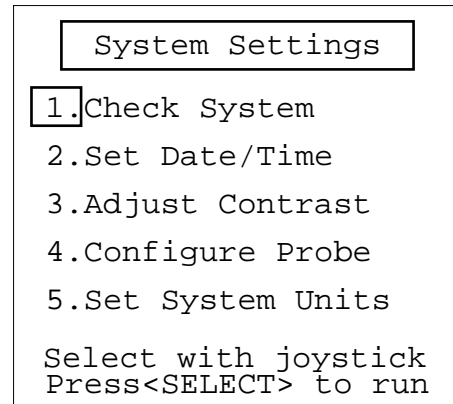 System Settings
1.Check System
2.Set Date/Time
3.Adjust Contrast
4.Configure Probe
5.Set System Units
Select with joystick
Press<SELECT> to run